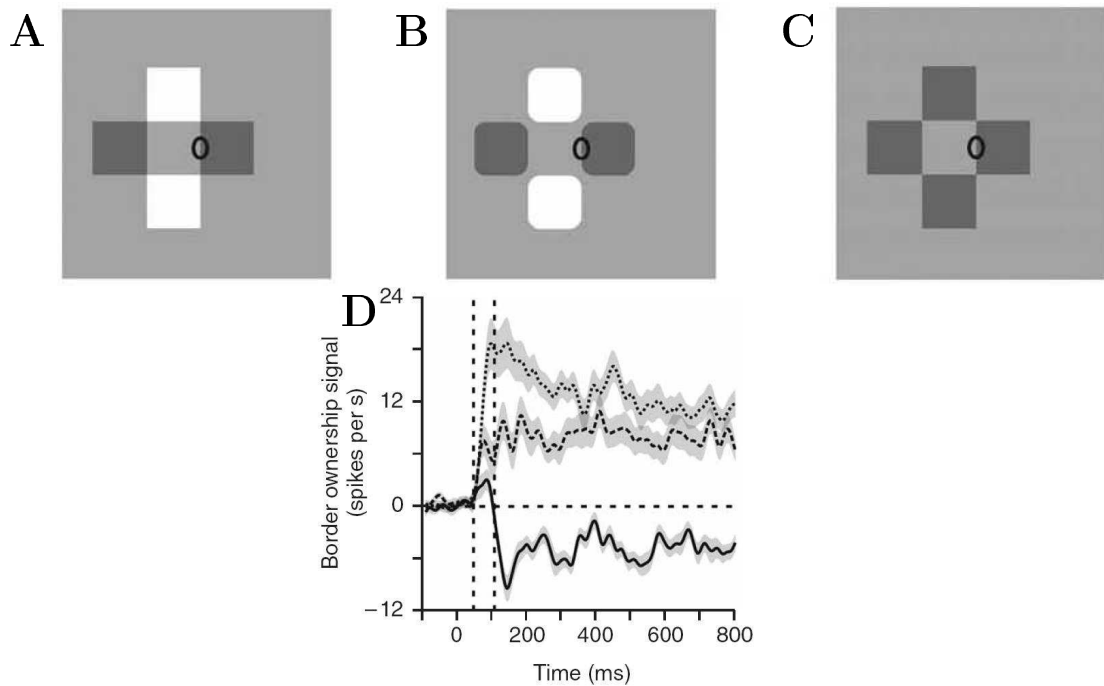 A
B
C
D
Border ownership signal
(spikes per s)
24
12
0
−12
0
200
400
600
800
Time (ms)